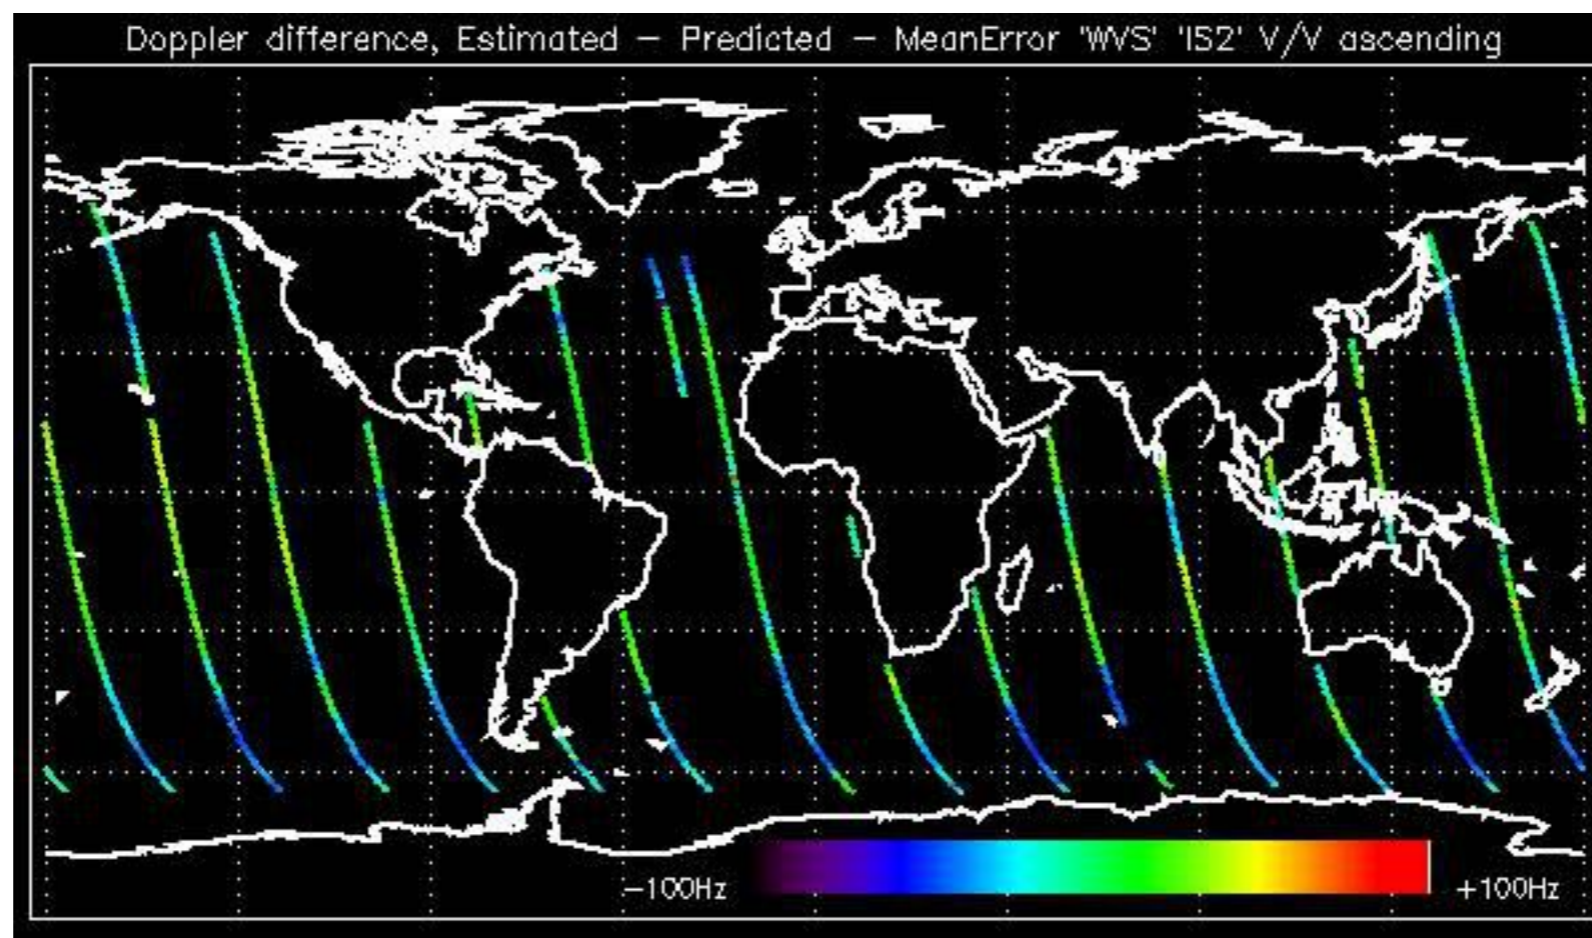 Doppler difference, Estimated – Predicted – MeanError 'WVS' 'IS2' V/V ascending
−100Hz +100Hz